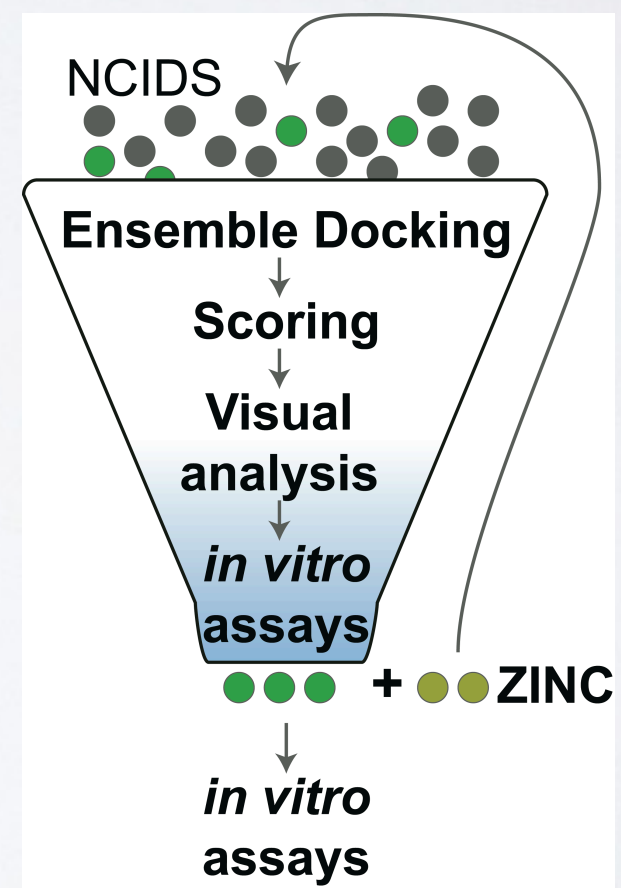 NCIDS
Ensemble Docking
Scoring
Visual
analysis
in vitro
assays
+ ZINC
in vitro
assays